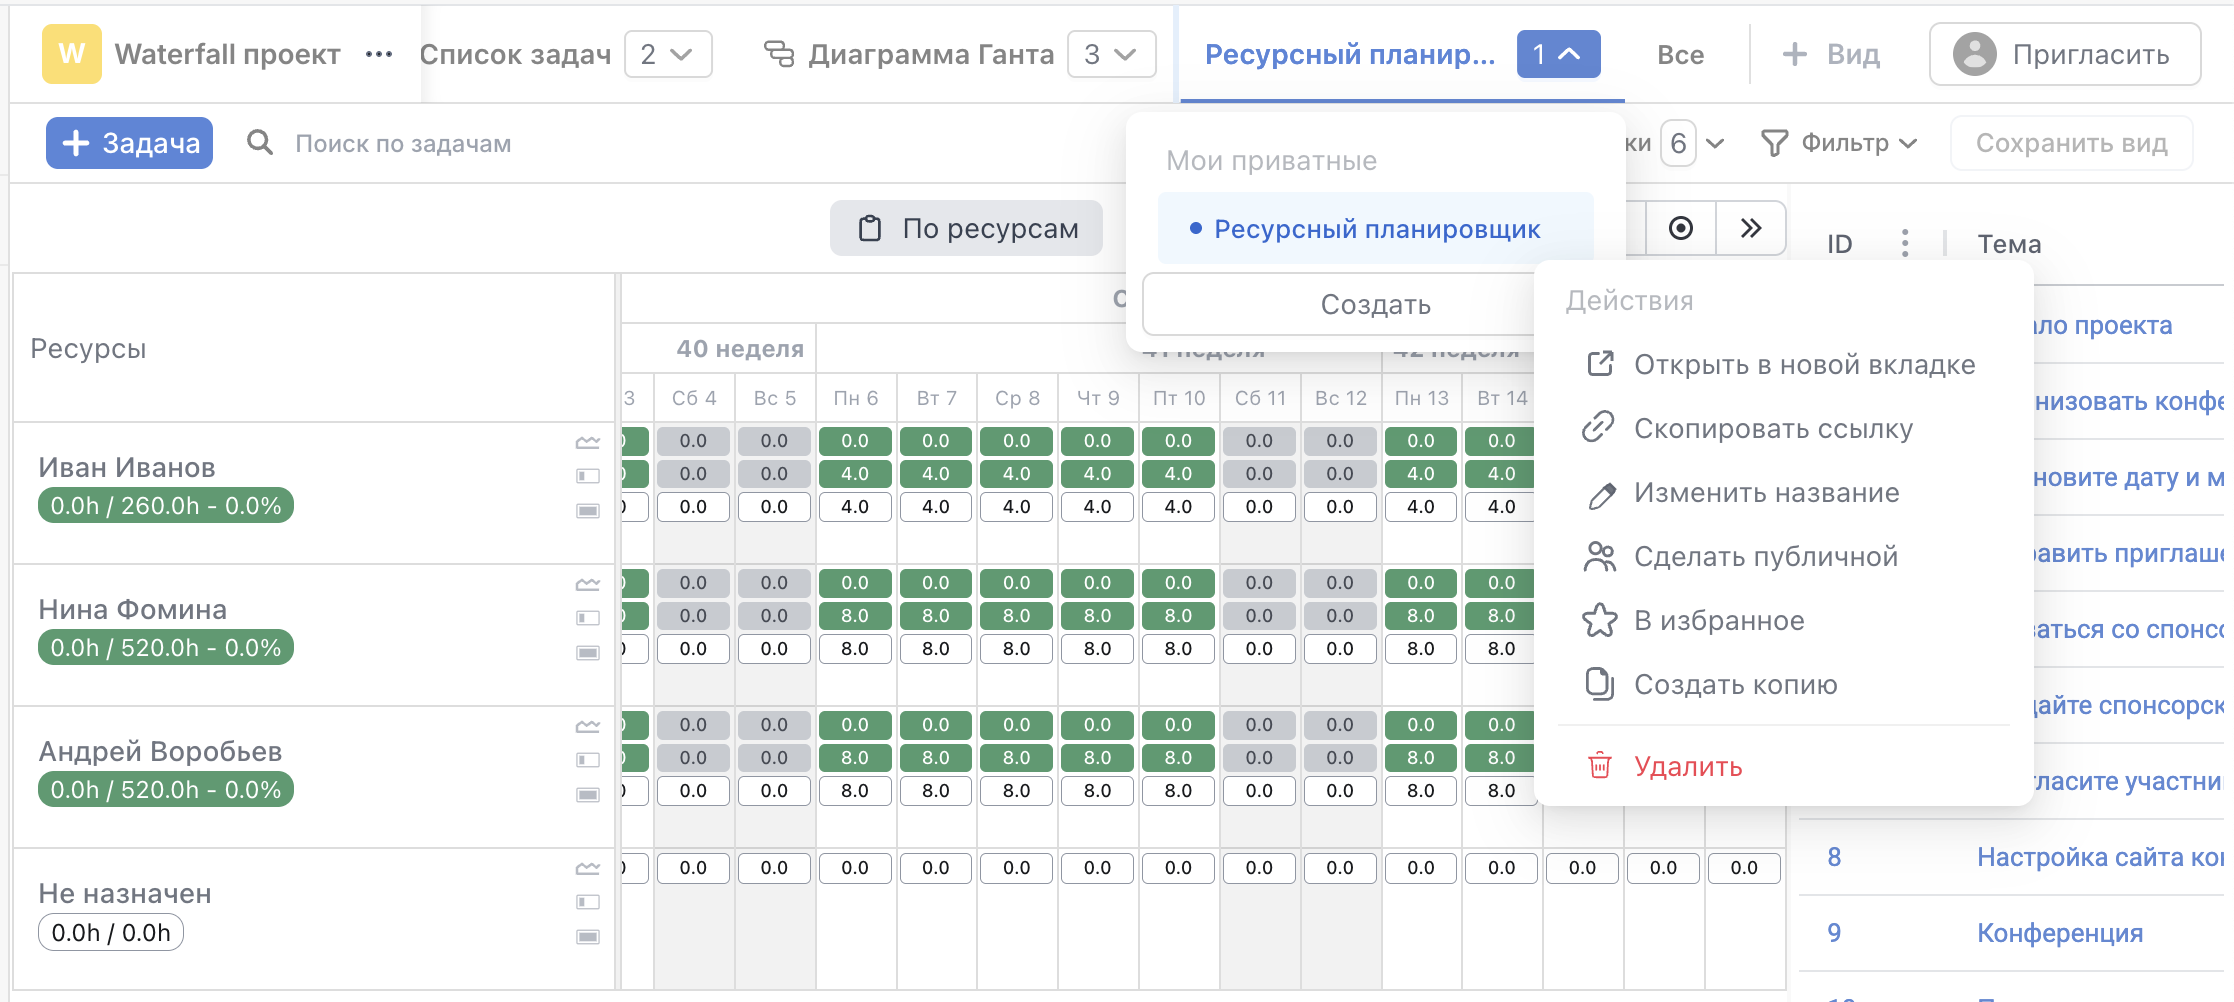 W Waterfall проект ••• Список задач 2 Диаграмма Ганта 3 Ресурсный планир... 1 Все + Вид Пригласить
+ Задача Поиск по задачам ки 6 Фильтр Сохранить вид
Мои приватные
• Ресурсный планировщик
Создать
По ресурсам
ID Тема
Действия
Открыть в новой вкладке
Скопировать ссылку
Изменить название
Сделать публичной
В избранное
Создать копию
Удалить
Ресурсы
40 неделя 41 неделя 42 неделя
3 Сб 4 Вс 5 Пн 6 Вт 7 Ср 8 Чт 9 Пт 10 Сб 11 Вс 12 Пн 13 Вт 14
0.0 0.0 0.0 0.0 0.0 0.0 0.0 0.0 0.0 0.0 0.0
Иван Иванов
0.0 0.0 4.0 4.0 4.0 4.0 4.0 0.0 0.0 4.0 4.0
0.0h / 260.0h - 0.0%
0.0 0.0 4.0 4.0 4.0 4.0 4.0 0.0 0.0 4.0 4.0
0.0 0.0 0.0 0.0 0.0 0.0 0.0 0.0 0.0 0.0 0.0
Нина Фомина
0.0 0.0 8.0 8.0 8.0 8.0 8.0 0.0 0.0 8.0 8.0
0.0h / 520.0h - 0.0%
0.0 0.0 8.0 8.0 8.0 8.0 8.0 0.0 0.0 8.0 8.0
0.0 0.0 0.0 0.0 0.0 0.0 0.0 0.0 0.0 0.0 0.0
Андрей Воробьев
0.0 0.0 8.0 8.0 8.0 8.0 8.0 0.0 0.0 8.0 8.0
0.0h / 520.0h - 0.0%
0.0 0.0 8.0 8.0 8.0 8.0 8.0 0.0 0.0 8.0 8.0
0.0 0.0 0.0 0.0 0.0 0.0 0.0 0.0 0.0 0.0 0.0 0.0 0.0 0.0
Не назначен
0.0h / 0.0h
ало проекта
низовать конфе
новите дату и м
равить приглаше
заться со спонсо
дайте спонсорск
гласите участни
8 Настройка сайта ко
9 Конференция